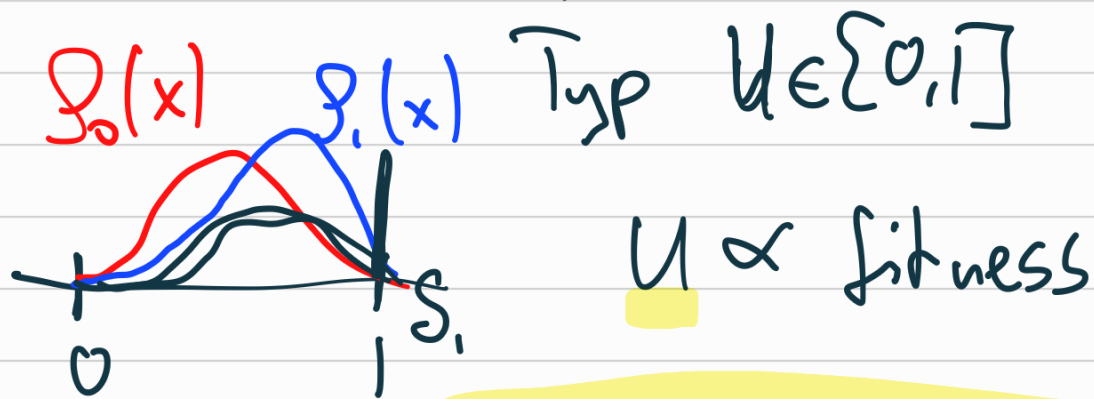 ρ₀(x) ρ₁(x) Typ U∈{0,1]
U ∝ fitness
S₁
0 1